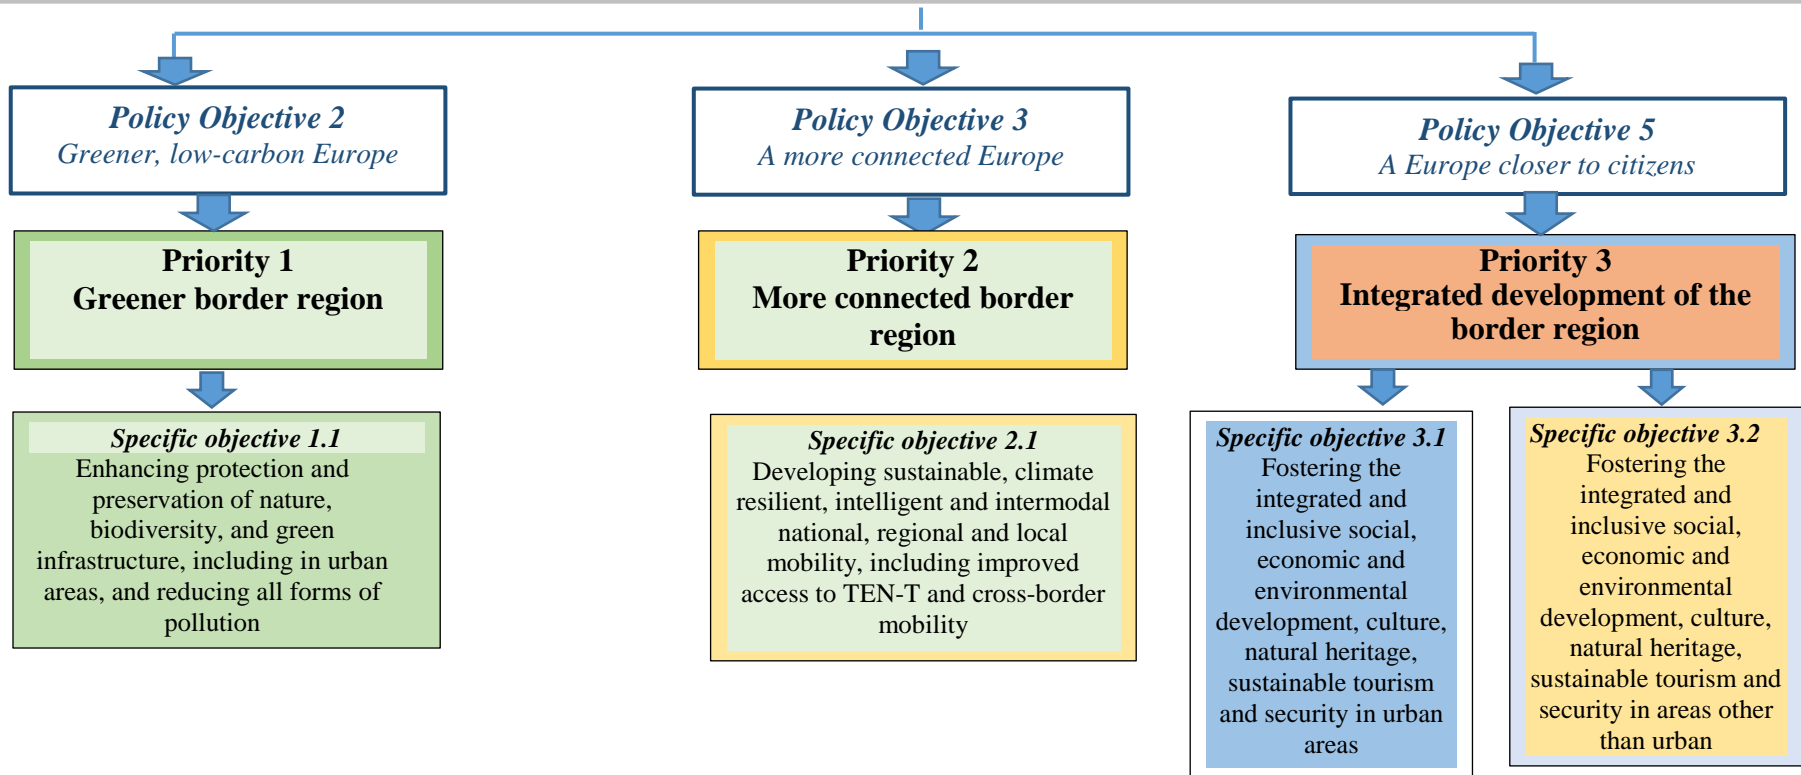 Policy Objective 2
Greener, low-carbon Europe
Policy Objective 3
A more connected Europe
Policy Objective 5
A Europe closer to citizens
Priority 1
Greener border region
Priority 2
More connected border
region
Priority 3
Integrated development of the
border region
Specific objective 1.1
Enhancing protection and
preservation of nature,
biodiversity, and green
infrastructure, including in urban
areas, and reducing all forms of
pollution
Specific objective 2.1
Developing sustainable, climate
resilient, intelligent and intermodal
national, regional and local
mobility, including improved
access to TEN-T and cross-border
mobility
Specific objective 3.1
Fostering the
integrated and
inclusive social,
economic and
environmental
development, culture,
natural heritage,
sustainable tourism
and security in urban
areas
Specific objective 3.2
Fostering the
integrated and
inclusive social,
economic and
environmental
development, culture,
natural heritage,
sustainable tourism and
security in areas other
than urban